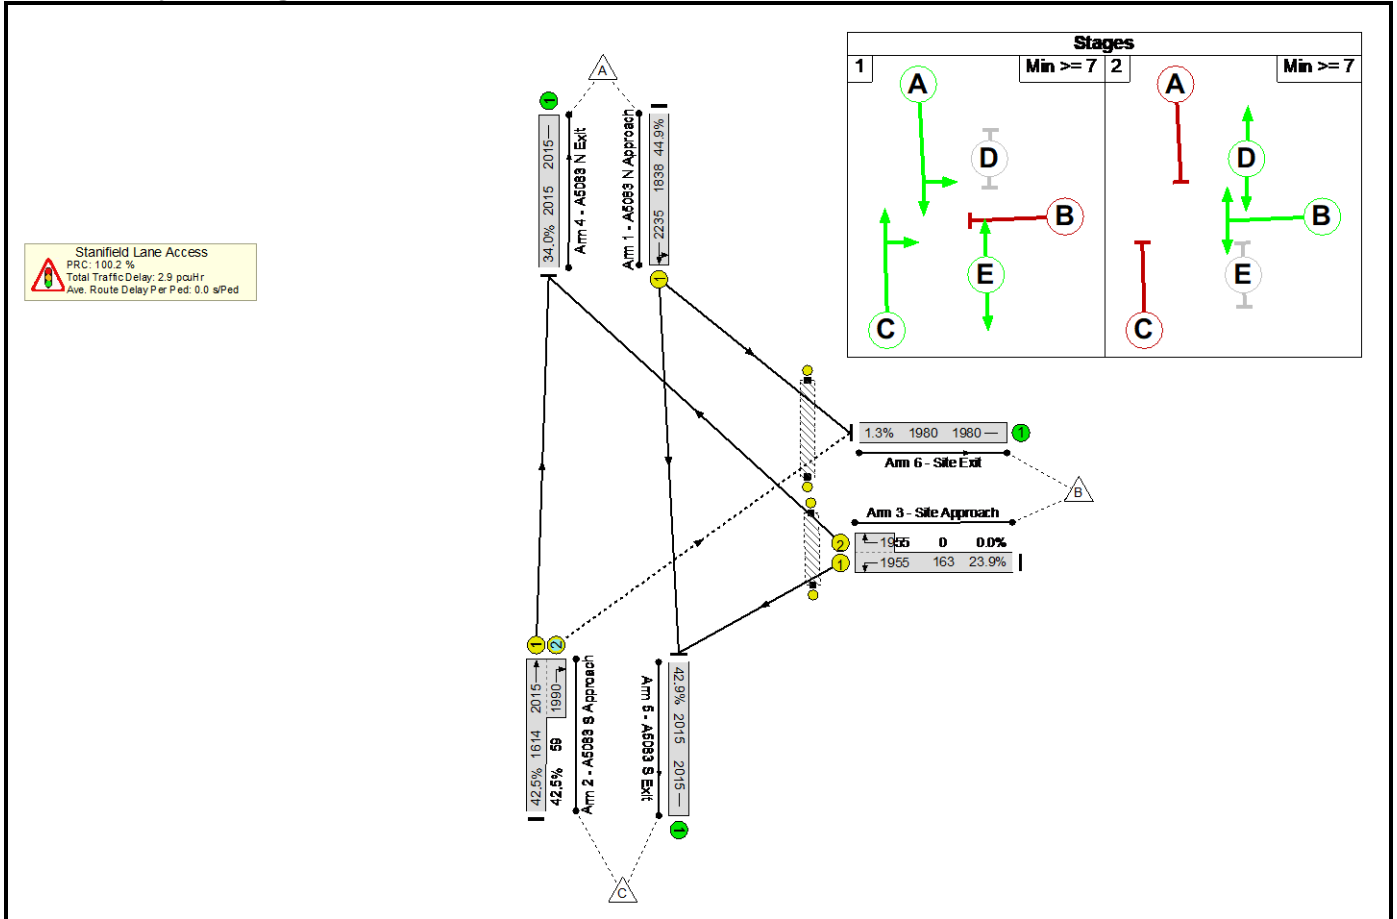 Stages
1
Min >= 7
2
Min >= 7
A
D
B
E
C
A
D
B
E
C
A
1
34.0% 2015 2015
Arm 4 - A5083 N Exit
Arm 1 - A5083 N Approach
2235 1838 44.9%
1
Stanifield Lane Access
PRC: 100.2 %
Total Traffic Delay: 2.9 pcuHr
Ave. Route Delay Per Ped: 0.0 s/Ped
1.3% 1980 1980
1
Arm 6 - Site Exit
B
Arm 3 - Site Approach
2
1955 0 0.0%
1
1955 163 23.9%
1
2
42.5% 1614 2015
42.5% 59 1990
Arm 2 - A5083 S Approach
Arm 5 - A5083 S Exit
42.9% 2015 2015
1
C